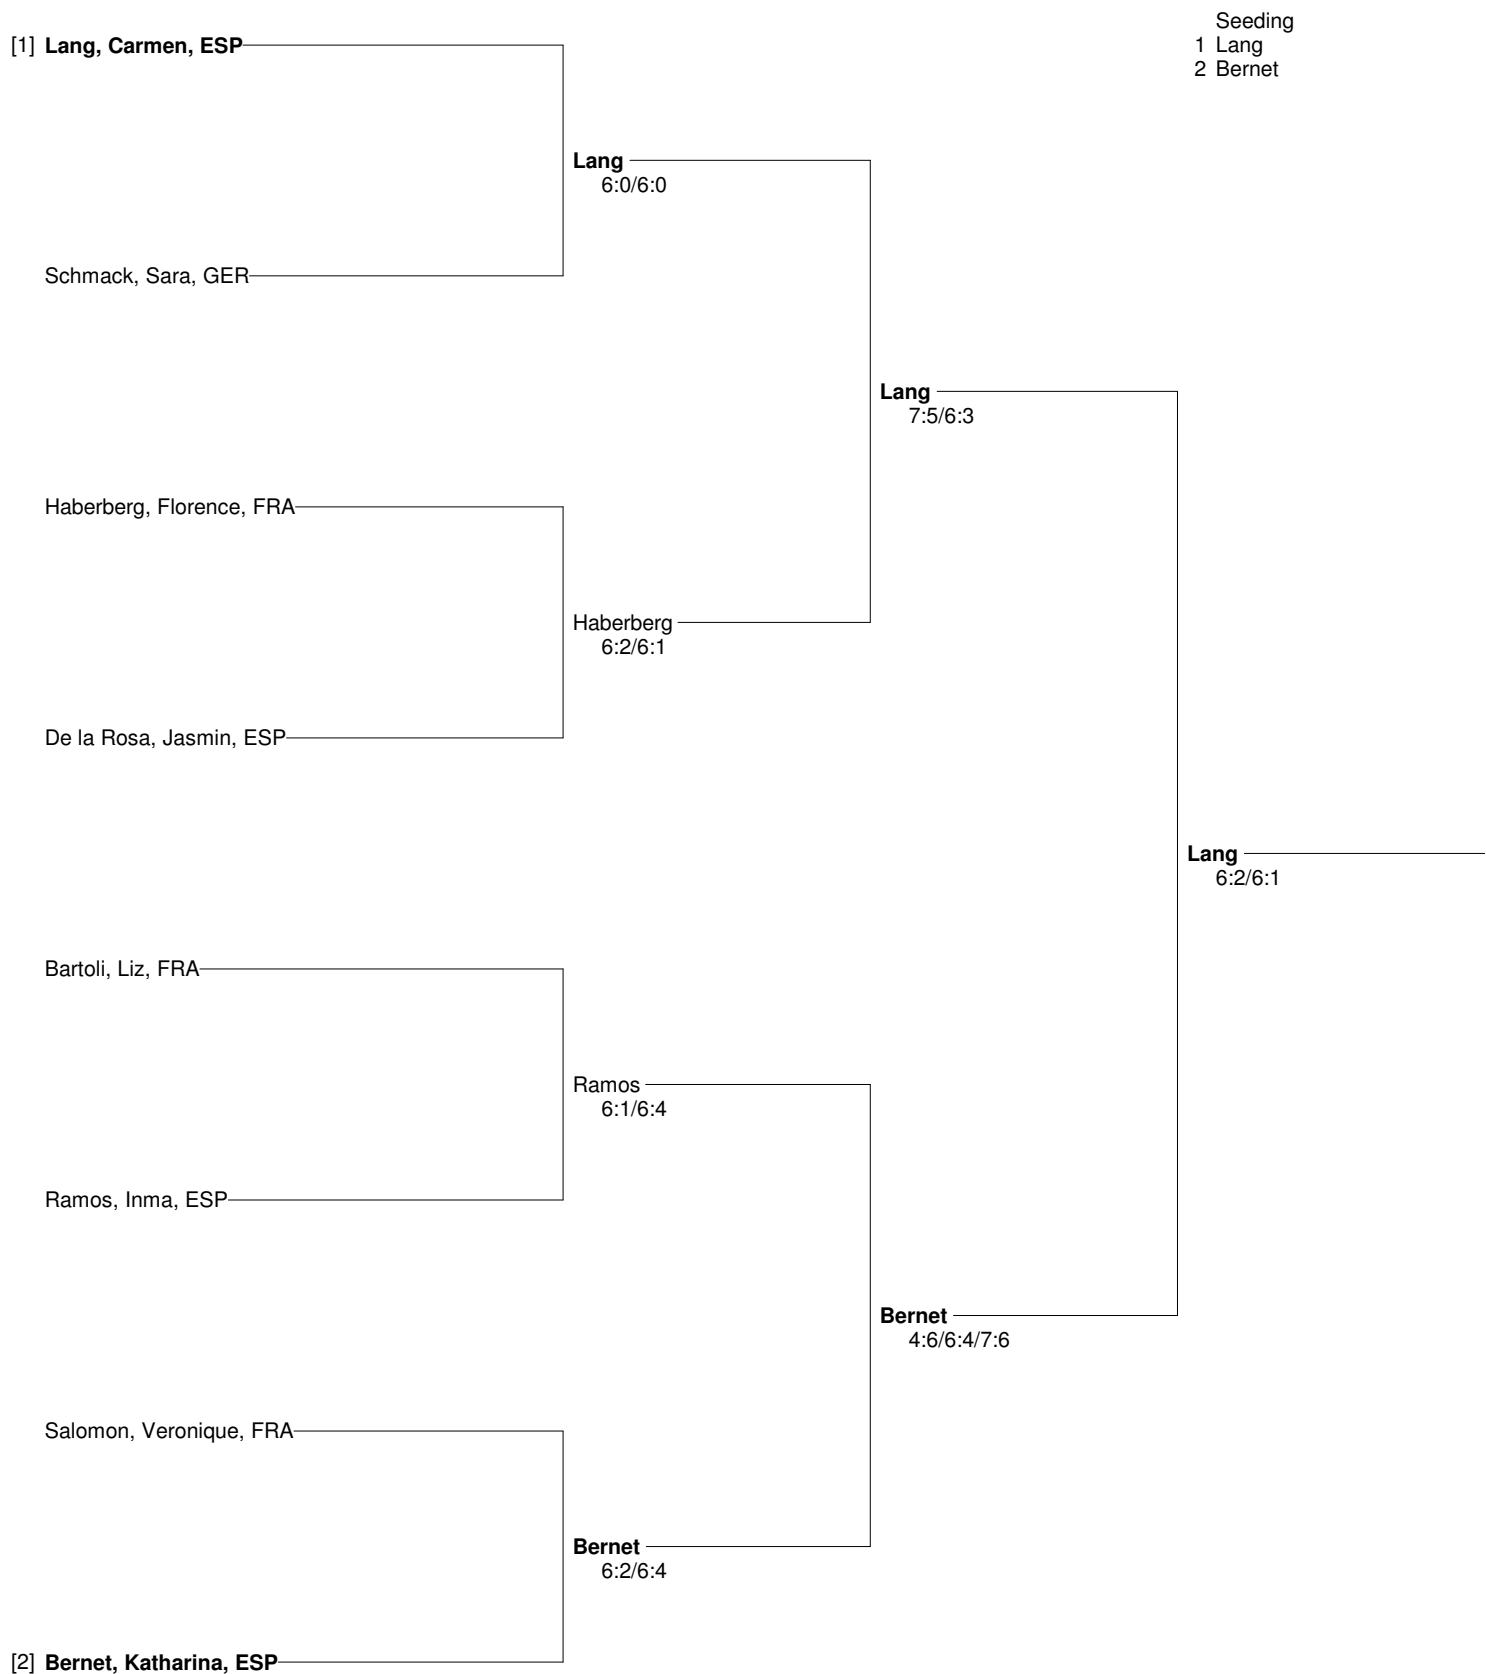 Seeding
1 Lang
2 Bernet
[1] Lang, Carmen, ESP
Lang
6:0/6:0
Schmack, Sara, GER
Lang
7:5/6:3
Haberberg, Florence, FRA
Haberberg
6:2/6:1
De la Rosa, Jasmin, ESP
Lang
6:2/6:1
Bartoli, Liz, FRA
Ramos
6:1/6:4
Ramos, Inma, ESP
Bernet
4:6/6:4/7:6
Salomon, Veronique, FRA
Bernet
6:2/6:4
[2] Bernet, Katharina, ESP